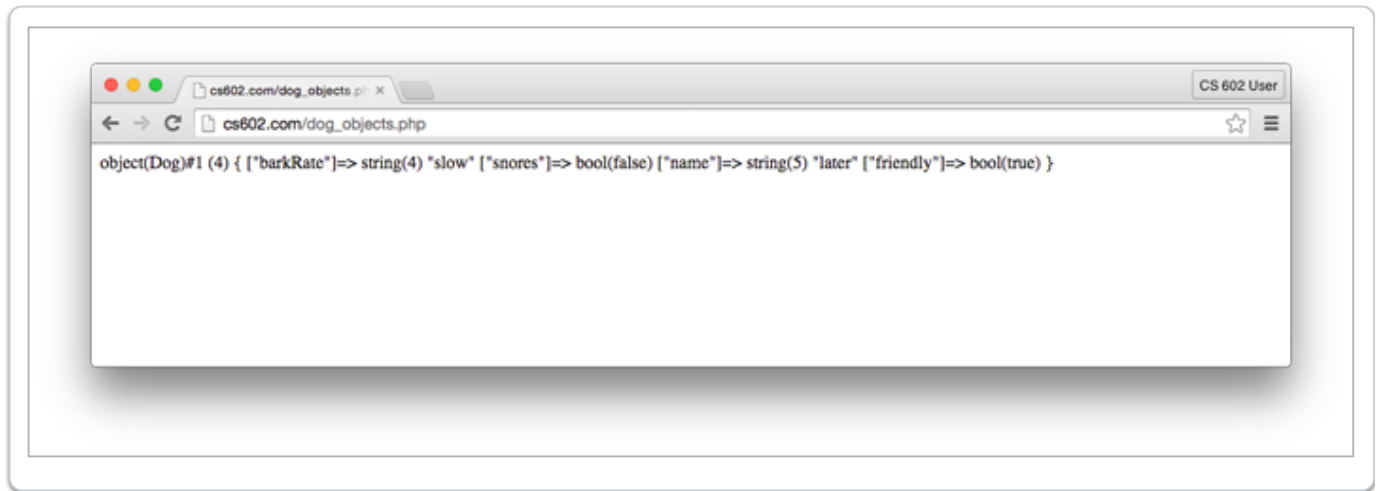 cs602.com/dog_objects.ph
CS 602 User
cs602.com/dog_objects.php
object(Dog)#1 (4) { ["barkRate"]=> string(4) "slow" ["snores"]=> bool(false) ["name"]=> string(5) "later" ["friendly"]=> bool(true) }